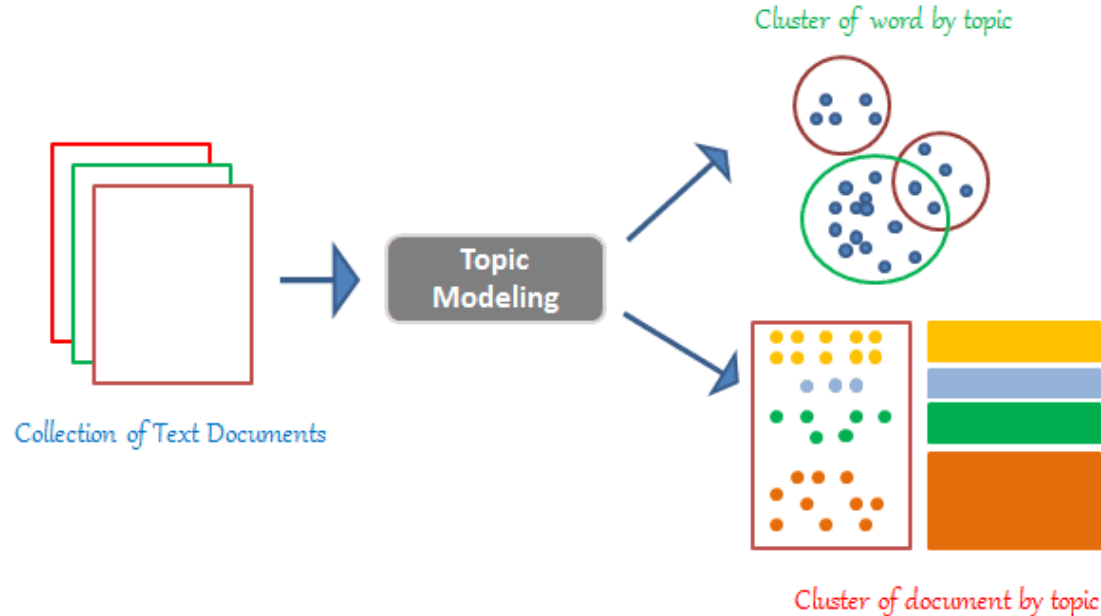 Cluster of word by topic
Topic
Modeling
Collection of Text Documents
Cluster of document by topic